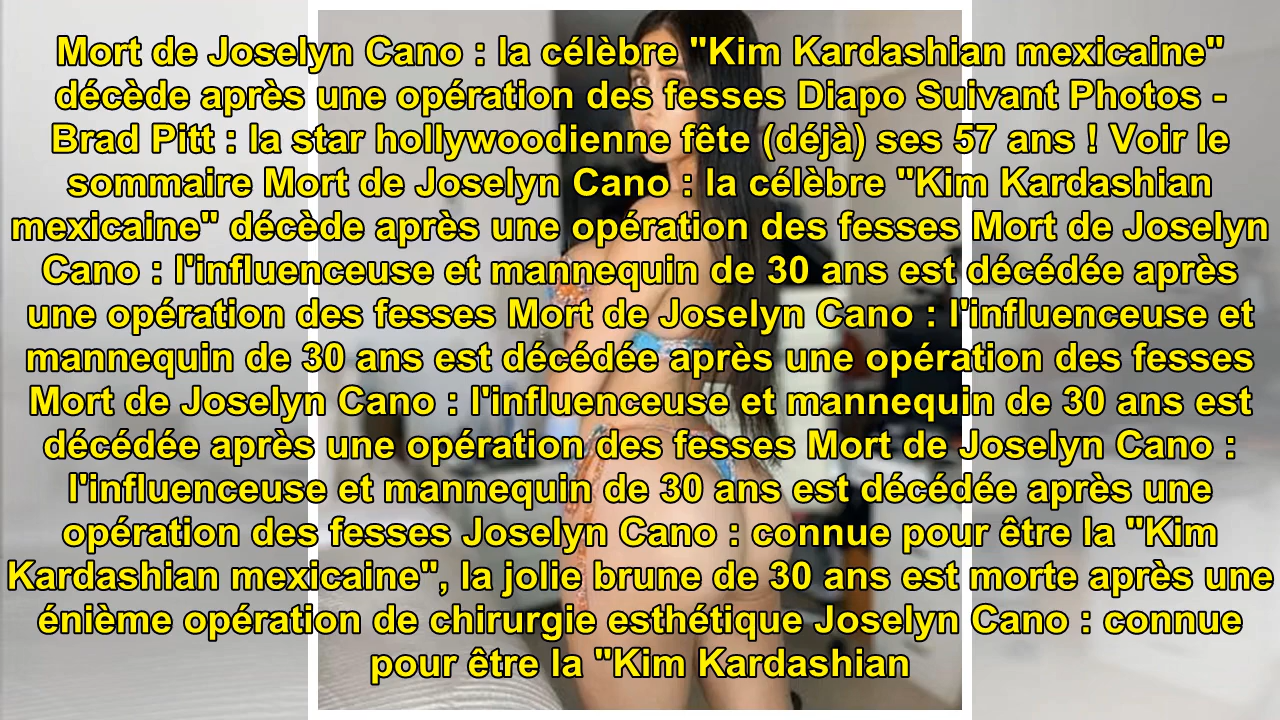 Mort de Joselyn Cano : la célèbre "Kim Kardashian mexicaine"
décède après une opération des fesses Diapo Suivant Photos -
Brad Pitt : la star hollywoodienne fête (déjà) ses 57 ans ! Voir le
sommaire Mort de Joselyn Cano : la célèbre "Kim Kardashian
mexicaine" décède après une opération des fesses Mort de Joselyn
Cano : l'influenceuse et mannequin de 30 ans est décédée après
une opération des fesses Mort de Joselyn Cano : l'influenceuse et
mannequin de 30 ans est décédée après une opération des fesses
Mort de Joselyn Cano : l'influenceuse et mannequin de 30 ans est
décédée après une opération des fesses Mort de Joselyn Cano :
l'influenceuse et mannequin de 30 ans est décédée après une
opération des fesses Joselyn Cano : connue pour être la "Kim
Kardashian mexicaine", la jolie brune de 30 ans est morte après une
énième opération de chirurgie esthétique Joselyn Cano : connue
pour être la "Kim Kardashian